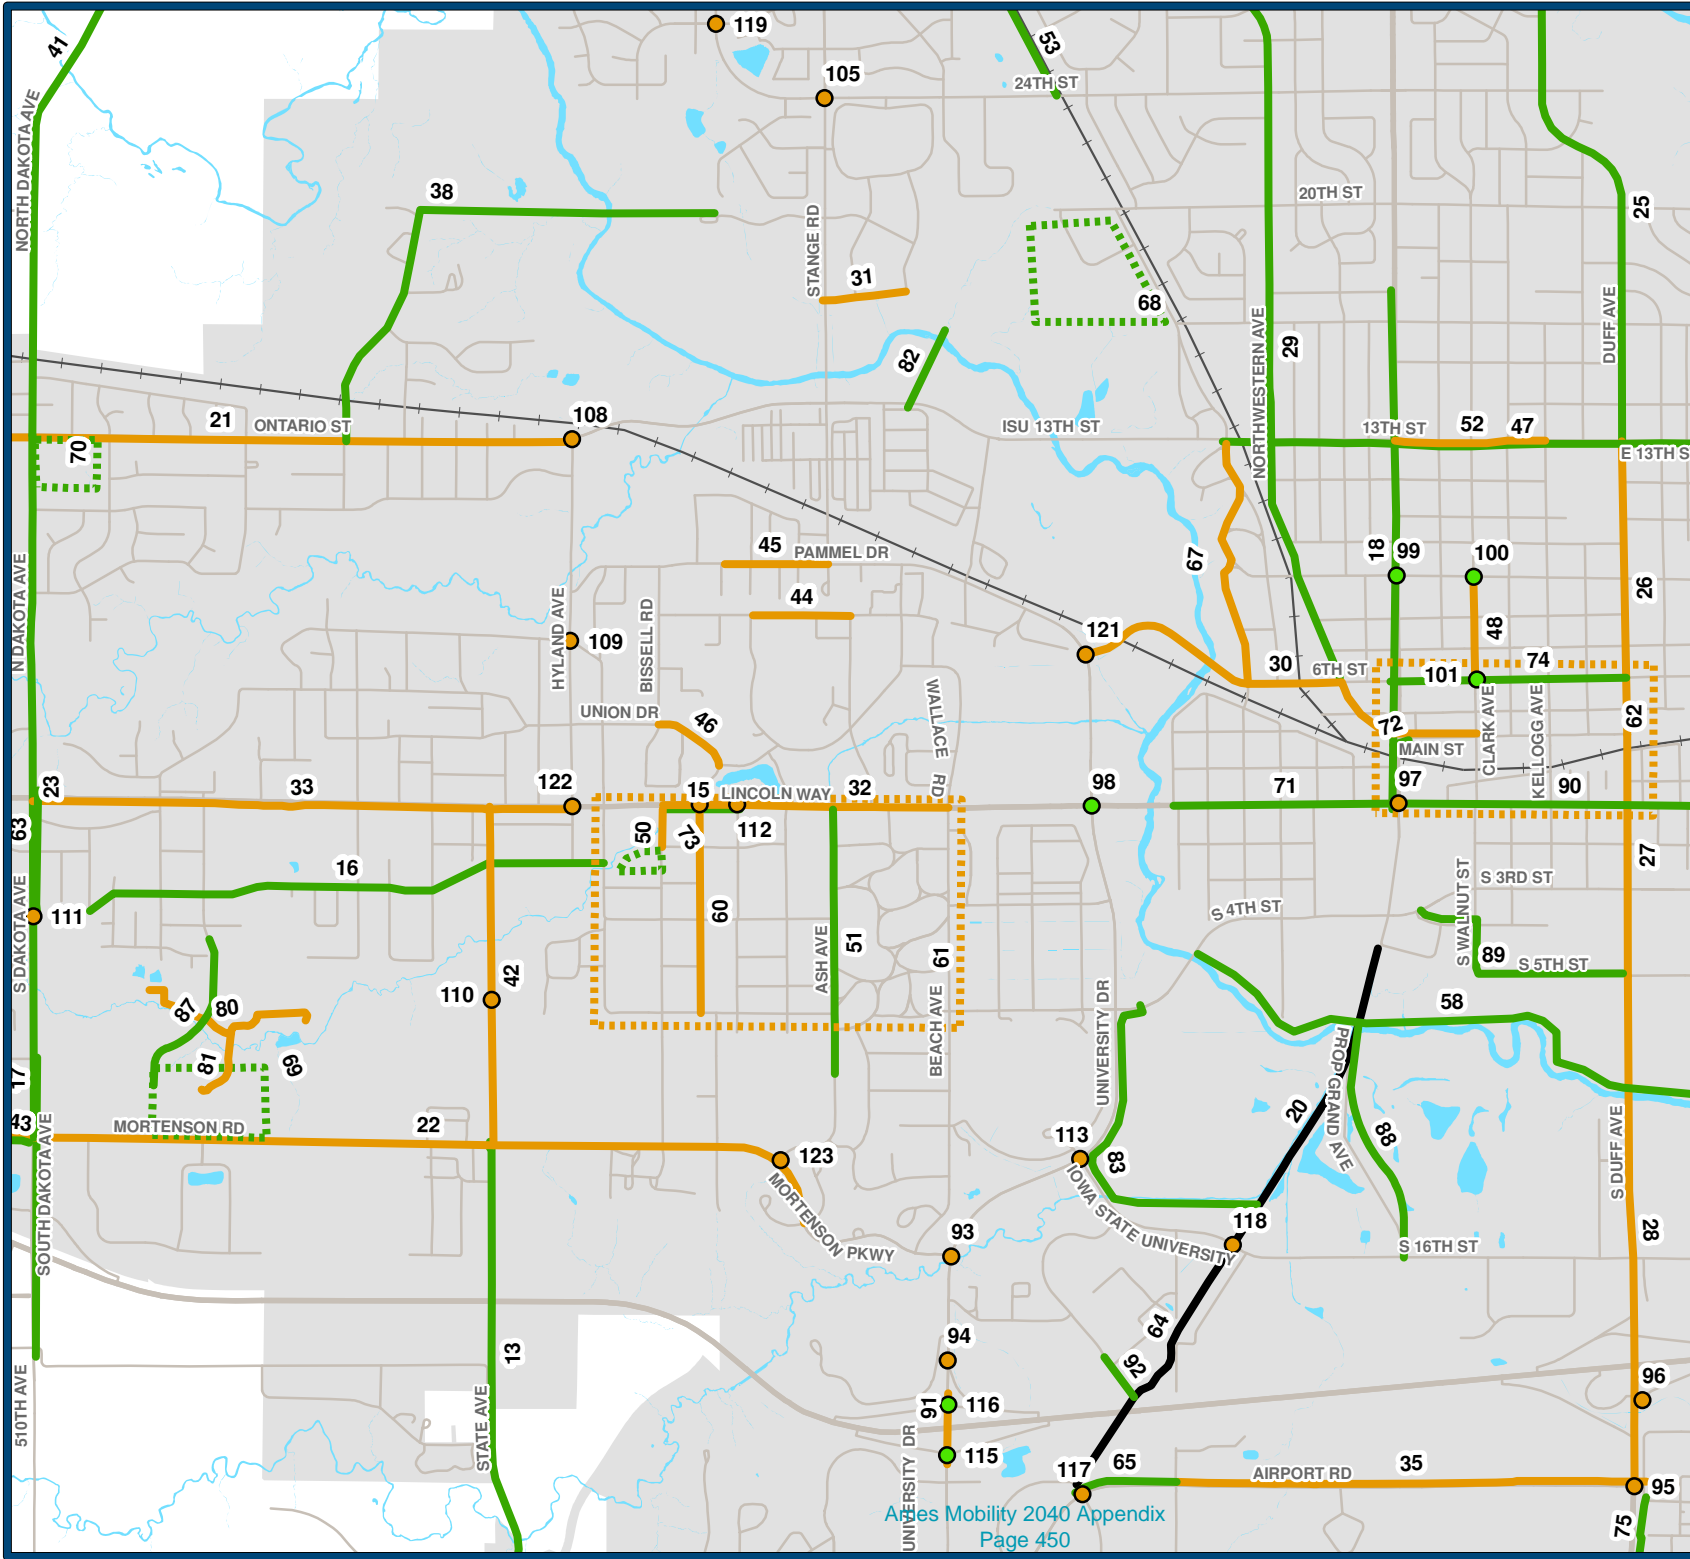 119
41
53
105
24TH ST
NORTH DAKOTA AVE
38
20TH ST
25
STANGE RD
31
68
DUFF AVE
NORTHWESTERN AVE
29
82
21
ONTARIO ST
108
ISU 13TH ST
13TH ST
52
47
E 13TH S
70
45
PAMMEL DR
67
18
99
100
26
44
N DAKOTA AVE
HYLAND AVE
109
BISSELL RD
121
48
30
6TH ST
101
74
WALLACE RD
UNION DR
46
72
MAIN ST
CLARK AVE
KELLOGG AVE
62
23
33
122
15
LINCOLN WAY
32
98
71
97
90
63
50
73
112
27
16
S WALNUT ST
S 3RD ST
S DAKOTA AVE
111
60
ASH AVE
51
61
S 4TH ST
89
S 5TH ST
110
42
87
80
BEACH AVE
UNIVERSITY DR
58
81
69
17
PROP GRAND AVE
20
88
43
MORTENSON RD
22
113
83
S DUFF AVE
123
SOUTH DAKOTA AVE
MORTENSON PKWY
IOWA STATE UNIVERSITY
118
93
S 16TH ST
28
64
94
13
92
510TH AVE
STATE AVE
91
116
96
115
117
65
AIRPORT RD
35
95
UNIVERSITY DR
75
Ames Mobility 2040 Appendix
Page 450